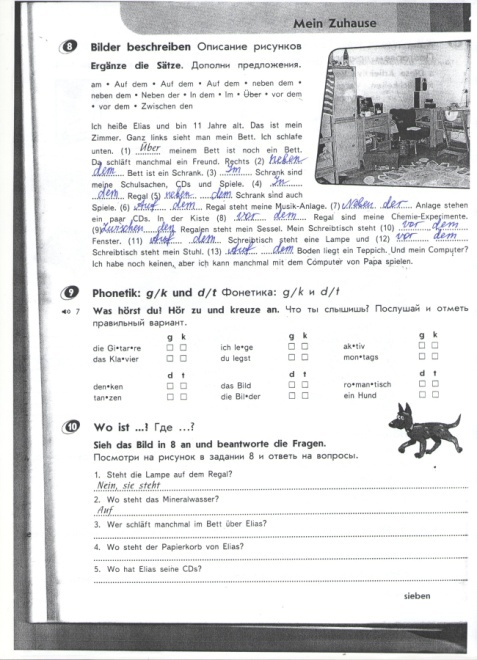 Mein Zuhause
8 Bilder beschreiben Описание рисунков
Ergänze die Sätze. Дополни предложения.
am • Auf dem • Auf dem • Auf dem • neben dem •
neben dem • Neben der • In dem • Im • Über • vor dem
• vor dem • Zwischen den
Ich heiße Elias und bin 11 Jahre alt. Das ist mein
Zimmer. Ganz links sieht man mein Bett. Ich schlafe
unten. (1) Über meinem Bett ist noch ein Bett.
Da schläft manchmal ein Freund. Rechts (2) neben
dem Bett ist ein Schrank. (3) Im Schrank sind
meine Schulsachen, CDs und Spiele. (4) In
dem Regal (5) neben dem Schrank sind auch
Spiele. (6) Auf dem Regal steht meine Musik-Anlage. (7) Neben der Anlage stehen
ein paar CDs. In der Kiste (8) vor dem Regal sind meine Chemie-Experimente.
(9) Zwischen den Regalen steht mein Sessel. Mein Schreibtisch steht (10) vor dem
Fenster. (11) Auf dem Schreibtisch steht eine Lampe und (12) vor dem
Schreibtisch steht mein Stuhl. (13) Auf dem Boden liegt ein Teppich. Und mein Computer?
Ich habe noch keinen, aber ich kann manchmal mit dem Computer von Papa spielen.
9 Phonetik: g/k und d/t Фонетика: g/k и d/t
7 Was hörst du? Hör zu und kreuze an. Что ты слышишь? Послушай и отметь
правильный вариант.
g k g k g k
die Gi•tar•re ich le•ge ak•tiv
das Kla•vier du legst mon•tags
d t d t d t
den•ken das Bild ro•man•tisch
tan•zen die Bil•der ein Hund
10 Wo ist ...? Где ...?
Sieh das Bild in 8 an und beantworte die Fragen.
Посмотри на рисунок в задании 8 и ответь на вопросы.
1. Steht die Lampe auf dem Regal?
Nein, sie steht
2. Wo steht das Mineralwasser?
Auf
3. Wer schläft manchmal im Bett über Elias?
4. Wo steht der Papierkorb von Elias?
5. Wo hat Elias seine CDs?
sieben